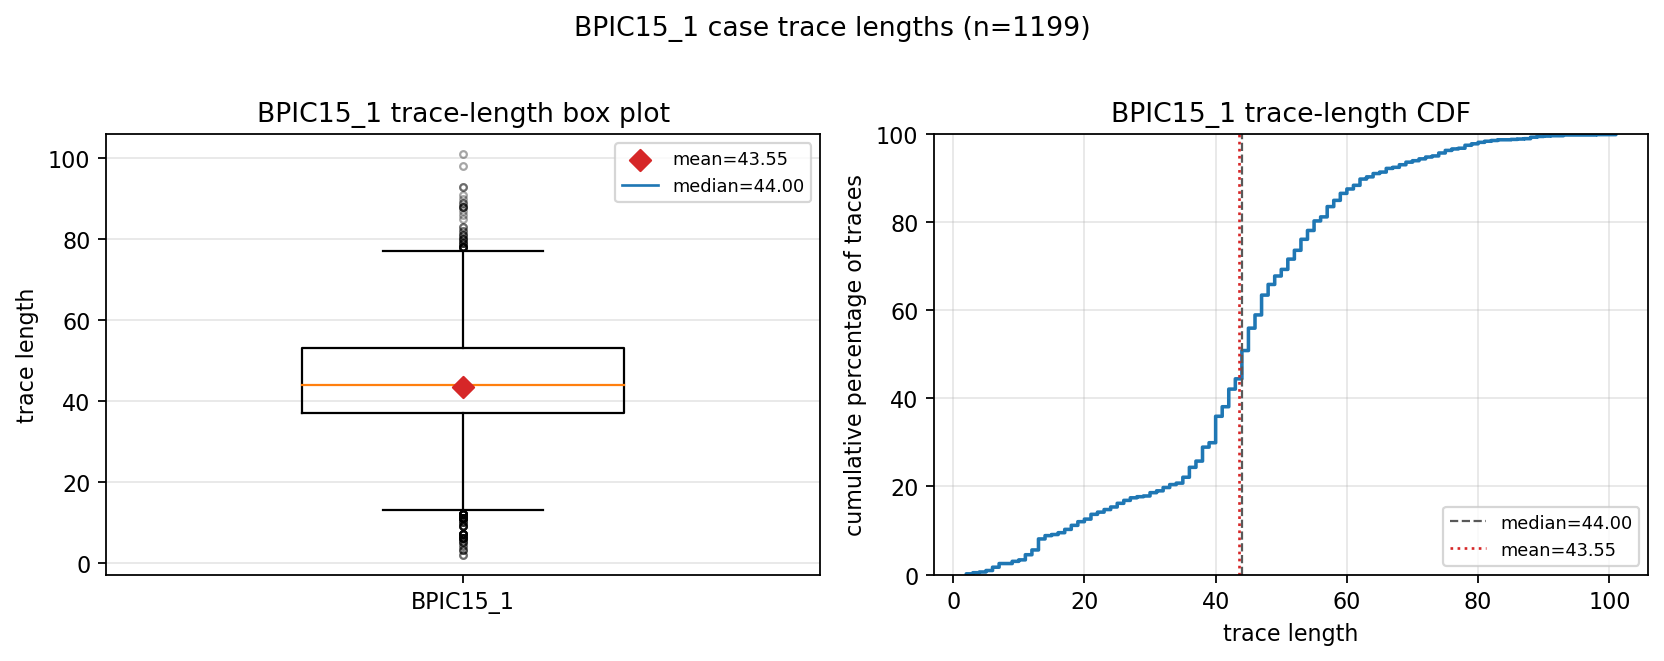 BPIC15_1 case trace lengths (n=1199)
BPIC15_1 trace-length box plot
trace length
100
80
60
40
20
0
mean=43.55
median=44.00
BPIC15_1
BPIC15_1 trace-length CDF
cumulative percentage of traces
100
80
60
40
20
0
median=44.00
mean=43.55
0 20 40 60 80 100
trace length